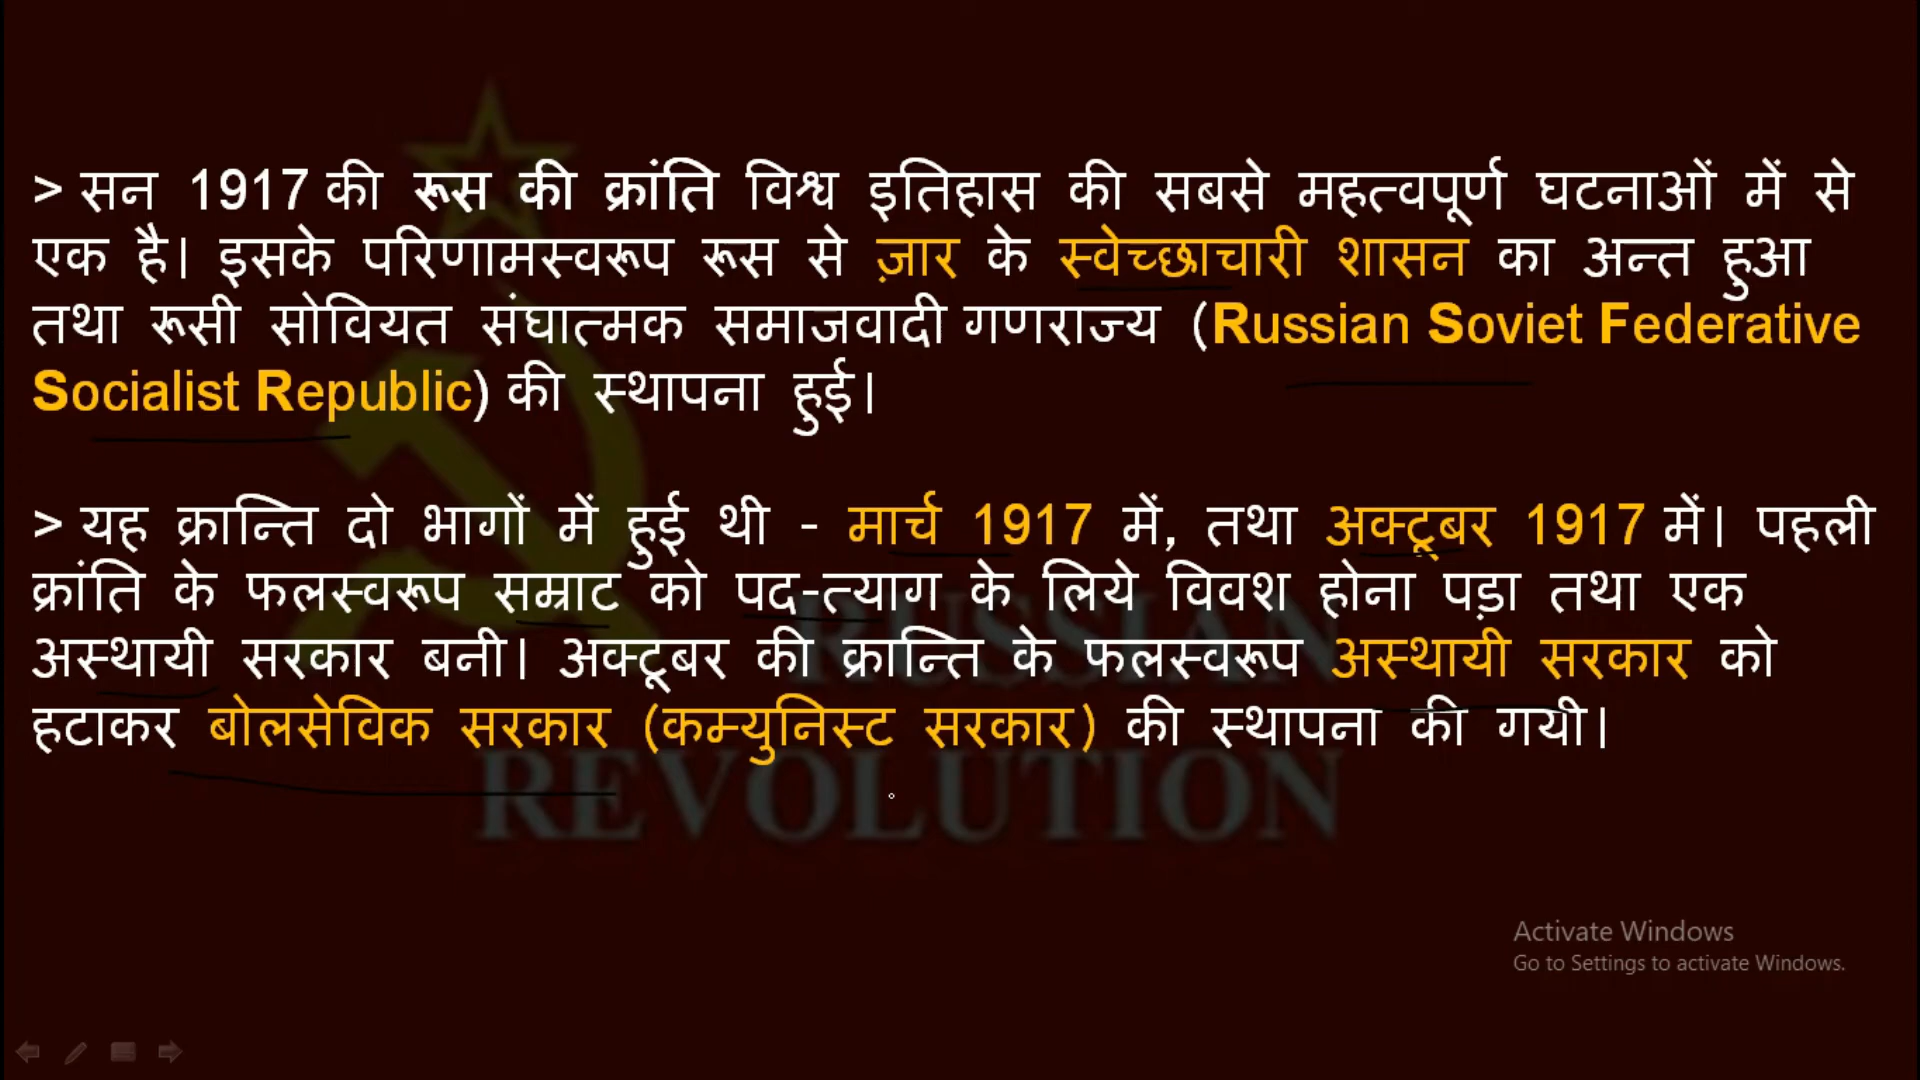 > सन 1917 की रूस की क्रांति विश्व इतिहास की सबसे महत्वपूर्ण घटनाओं में से
एक है। इसके परिणामस्वरूप रूस से ज़ार के स्वेच्छाचारी शासन का अन्त हुआ
तथा रूसी सोवियत संघात्मक समाजवादी गणराज्य (Russian Soviet Federative
Socialist Republic) की स्थापना हुई।
> यह क्रान्ति दो भागों में हुई थी - मार्च 1917 में, तथा अक्टूबर 1917 में। पहली
क्रांति के फलस्वरूप सम्राट को पद-त्याग के लिये विवश होना पड़ा तथा एक
अस्थायी सरकार बनी। अक्टूबर की क्रान्ति के फलस्वरूप अस्थायी सरकार को
हटाकर बोलसेविक सरकार (कम्युनिस्ट सरकार) की स्थापना की गयी।
RUSSIAN
REVOLUTION
Activate Windows
Go to Settings to activate Windows.